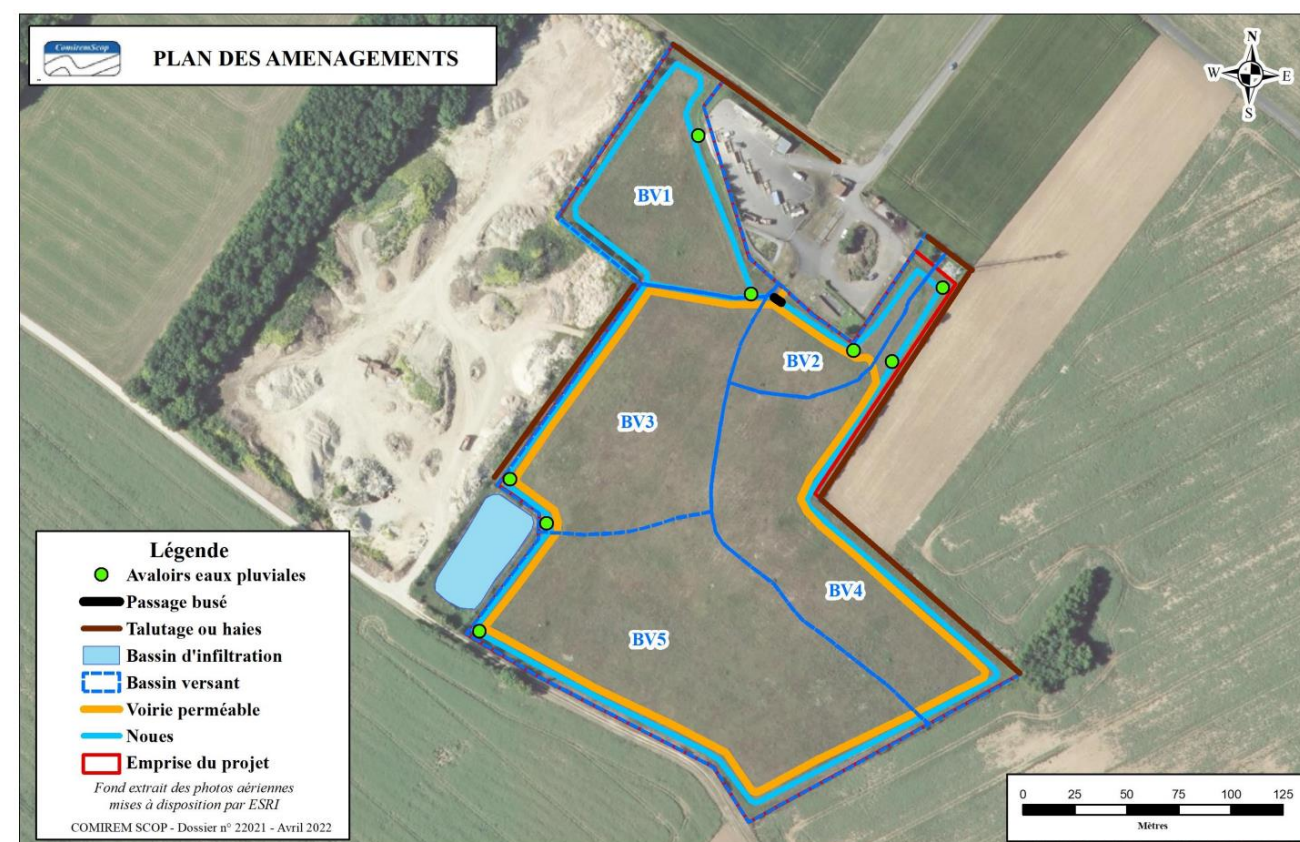 ComiremScop
PLAN DES AMENAGEMENTS
N
W E
S
BV1
BV2
BV3
BV4
BV5
Légende
Avaloirs eaux pluviales
Passage busé
Talutage ou haies
Bassin d'infiltration
Bassin versant
Voirie perméable
Noues
Emprise du projet
Fond extrait des photos aériennes
mises à disposition par ESRI
COMIREM SCOP - Dossier n° 22021 - Avril 2022
0 25 50 75 100 125
Mètres